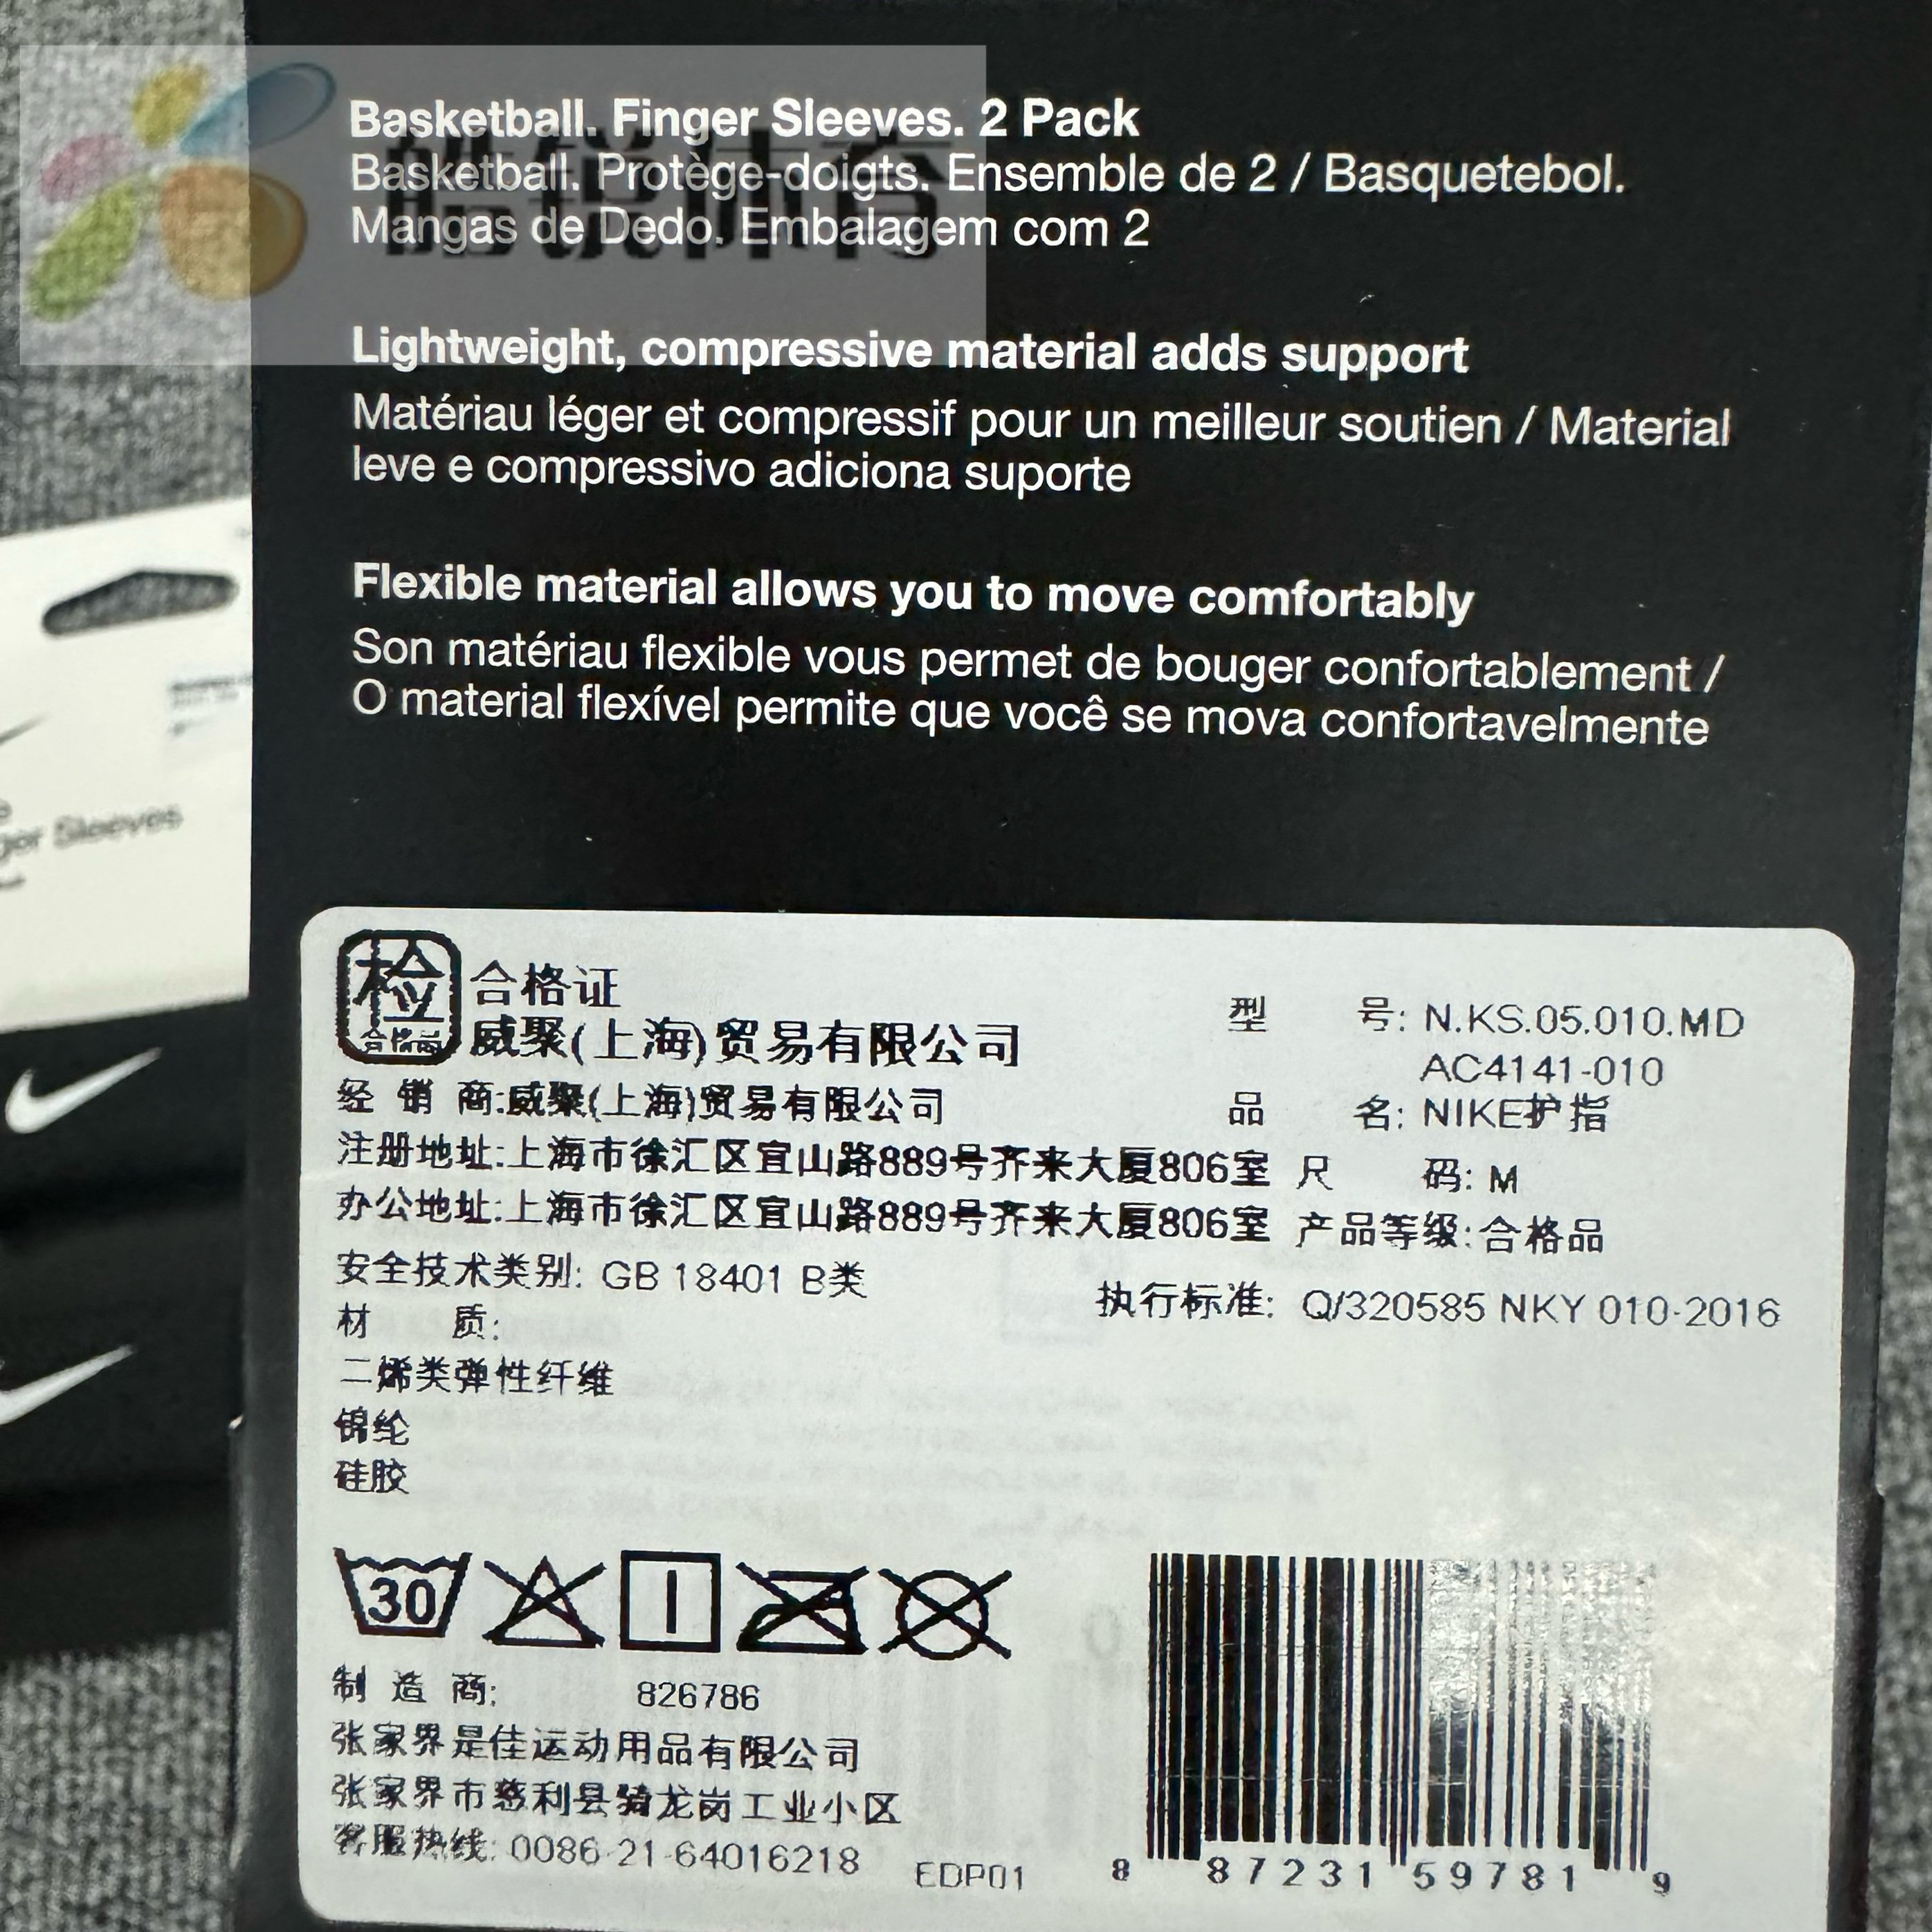 酷锐体育
Basketball. Finger Sleeves. 2 Pack
Basketball. Protège-doigts. Ensemble de 2 / Basquetebol.
Mangas de Dedo. Embalagem com 2
Lightweight, compressive material adds support
Matériau léger et compressif pour un meilleur soutien / Material
leve e compressivo adiciona suporte
Flexible material allows you to move comfortably
Son matériau flexible vous permet de bouger confortablement /
O material flexível permite que você se mova confortavelmente
Sleeves
检 合格证
合格品 威聚(上海)贸易有限公司
经 销 商:威聚(上海)贸易有限公司
注册地址:上海市徐汇区宜山路889号齐来大厦806室
办公地址:上海市徐汇区宜山路889号齐来大厦806室
安全技术类别: GB 18401 B类
材 质:
二烯类弹性纤维
锦纶
硅胶
型 号: N.KS.05.010.MD
AC4141-010
品 名: NIKE护指
尺 码: M
产品等级: 合格品
执行标准: Q/320585 NKY 010-2016
30
制 造 商: 826786
张家界是佳运动用品有限公司
张家界市慈利县骑龙岗工业小区
客服热线: 0086-21-64016218
EDP01
8 87231 59781 9